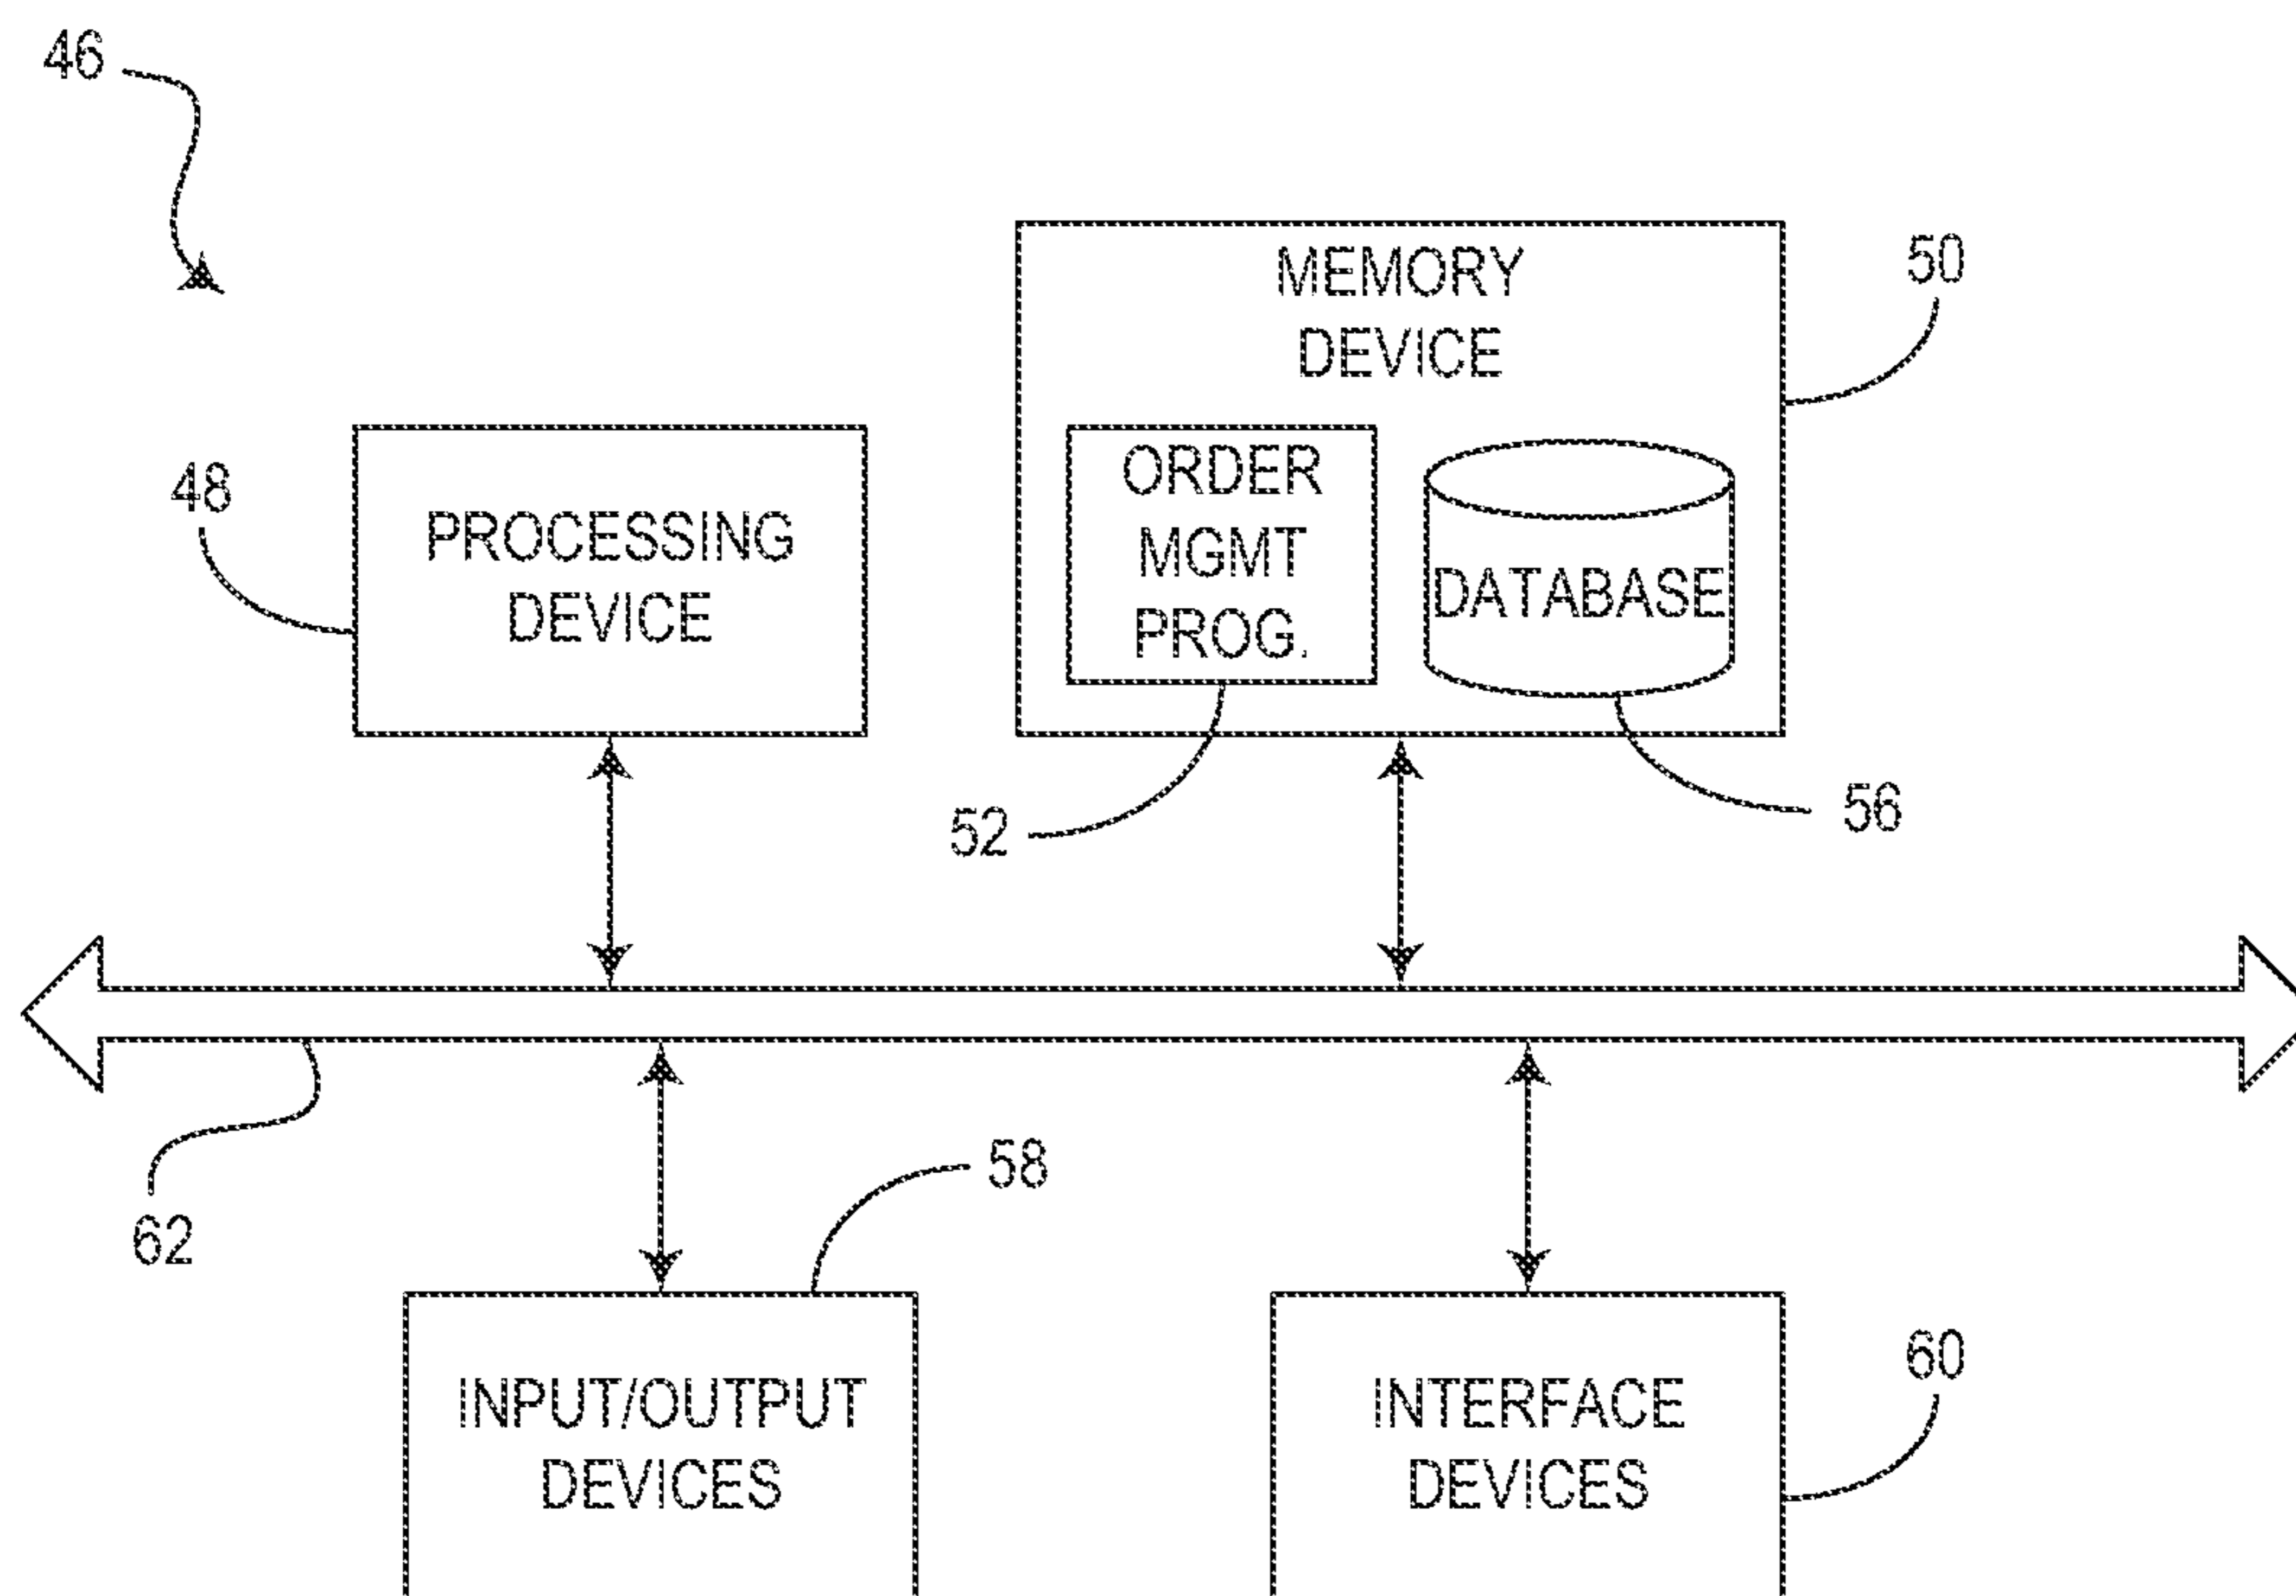 46
MEMORY
DEVICE
50
ORDER
MGMT
PROG.
DATABASE
48
PROCESSING
DEVICE
52
56
62
58
INPUT/OUTPUT
DEVICES
INTERFACE
DEVICES
60